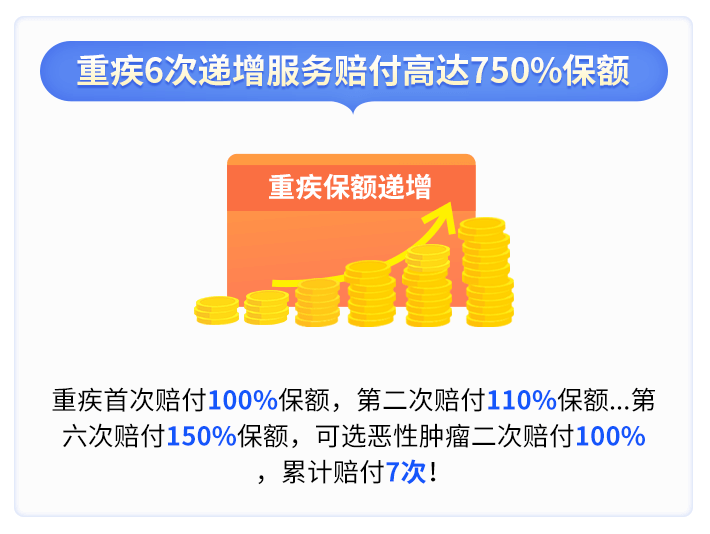 重疾6次递增服务赔付高达750%保额
重疾保额递增
重疾首次赔付100%保额，第二次赔付110%保额...第
六次赔付150%保额，可选恶性肿瘤二次赔付100%
，累计赔付7次！